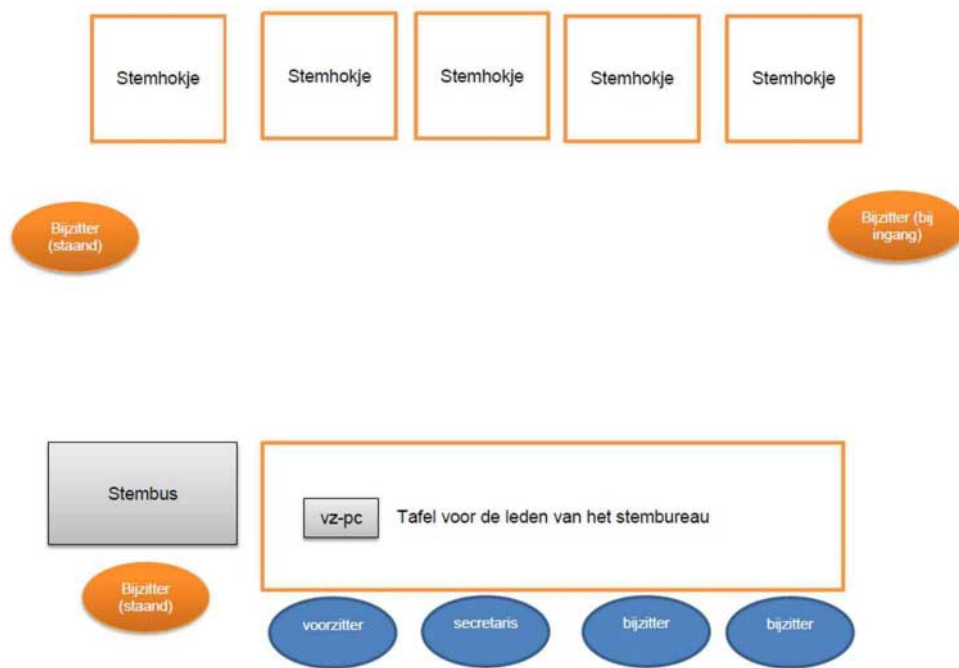 Stemhokje
Stemhokje
Stemhokje
Stemhokje
Stemhokje
Bijzitter
(staand)
Bijzitter (bij
ingang)
Stembus
vz-pc
Tafel voor de leden van het stembureau
Bijzitter
(staand)
voorzitter
secretaris
bijzitter
bijzitter